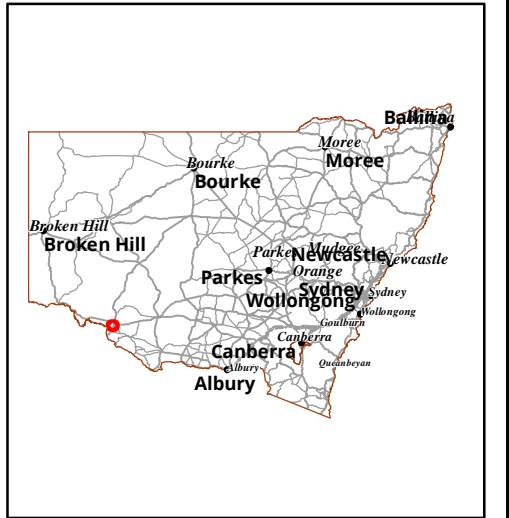 Ballina
Ballina
Moree
Moree
Bourke
Bourke
Broken Hill
Broken Hill
Parkes
Mudgee
Newcastle
Newcastle
Orange
Parkes
Sydney
Sydney
Wollongong
Wollongong
Goulburn
Canberra
Canberra
Queanbeyan
Albury
Albury